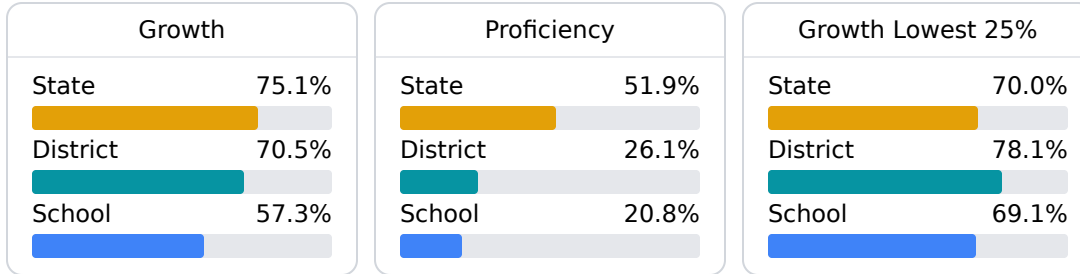 Growth
State 75.1%
District 70.5%
School 57.3%
Proficiency
State 51.9%
District 26.1%
School 20.8%
Growth Lowest 25%
State 70.0%
District 78.1%
School 69.1%